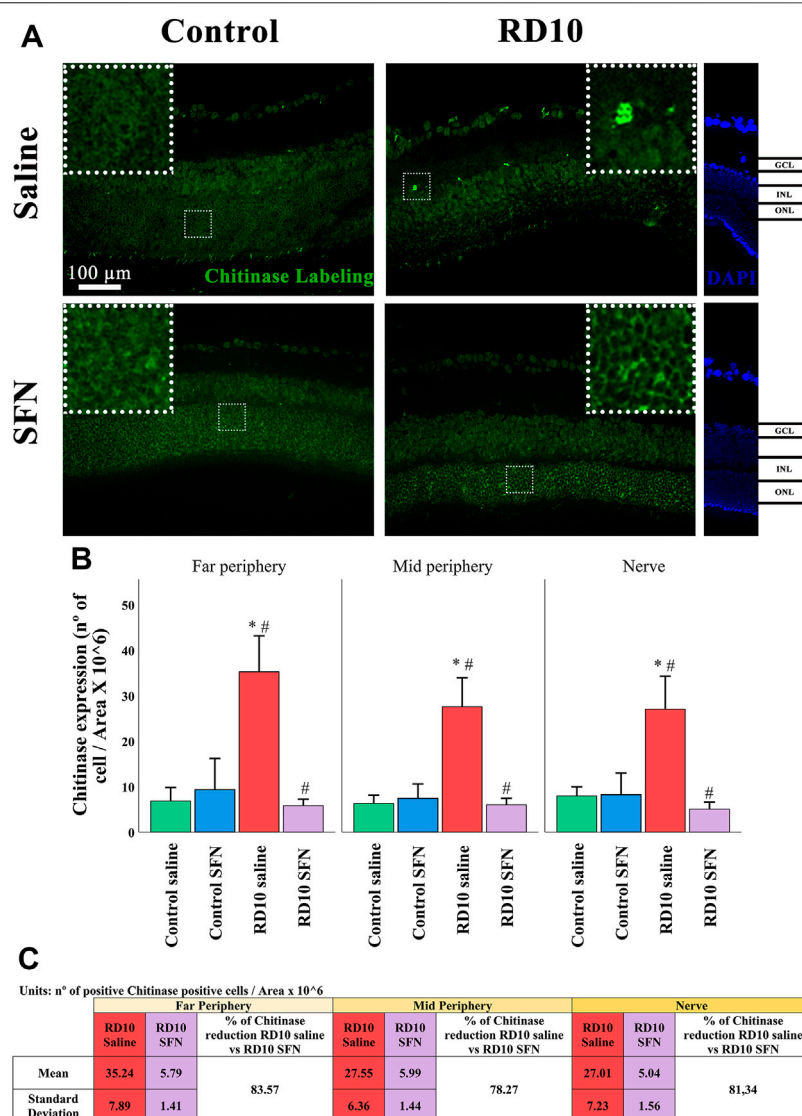 A
Control
RD10
Saline
GCL
INL
ONL
100 µm
Chitinase Labeling
DAPI
SFN
GCL
INL
ONL
B
Far periphery
Mid periphery
Nerve
Chitinase expression (nº of
cell / Area X 10^6)
50
40
30
20
10
0
* #
#
* #
#
* #
#
Control saline
Control SFN
RD10 saline
RD10 SFN
Control saline
Control SFN
RD10 saline
RD10 SFN
Control saline
Control SFN
RD10 saline
RD10 SFN
C
Units: nº of positive Chitinase positive cells / Area x 10^6
Far Periphery
Mid Periphery
Nerve
RD10 Saline
RD10 SFN
% of Chitinase reduction RD10 saline vs RD10 SFN
RD10 Saline
RD10 SFN
% of Chitinase reduction RD10 saline vs RD10 SFN
RD10 Saline
RD10 SFN
% of Chitinase reduction RD10 saline vs RD10 SFN
Mean
35.24
5.79
83.57
27.55
5.99
78.27
27.01
5.04
81,34
Standard Deviation
7.89
1.41
6.36
1.44
7.23
1.56